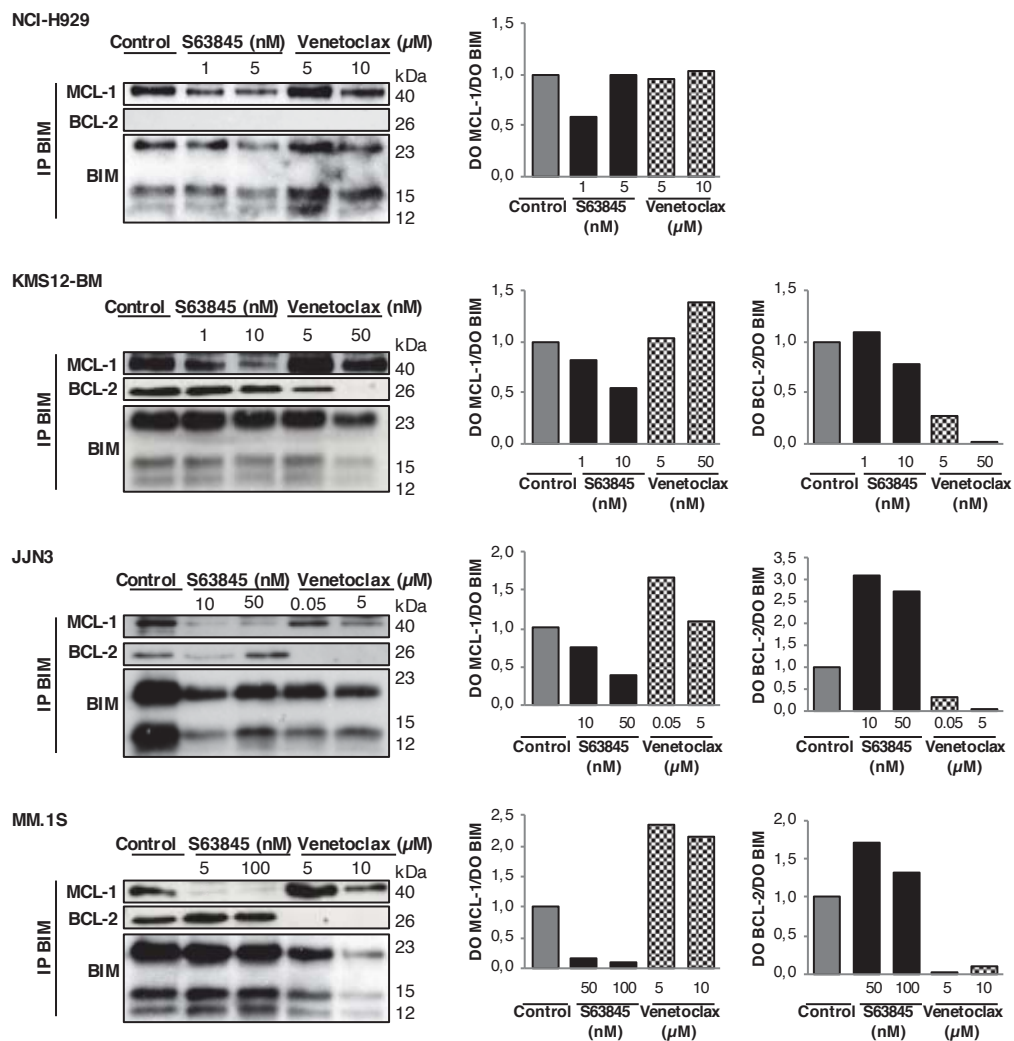 NCI-H929
Control S63845 (nM) Venetoclax (µM)
1 5 5 10
kDa
IP BIM
MCL-1 40
BCL-2 26
BIM
23
15
12
DO MCL-1/DO BIM
1,5
1,0
0,5
0,0
1 5 5 10
Control S63845 Venetoclax
(nM) (µM)
KMS12-BM
Control S63845 (nM) Venetoclax (nM)
1 10 5 50
kDa
IP BIM
MCL-1 40
BCL-2 26
BIM
23
15
12
DO MCL-1/DO BIM
1,5
1,0
0,5
0,0
1 10 5 50
Control S63845 Venetoclax
(nM) (nM)
DO BCL-2/DO BIM
1,5
1,0
0,5
0,0
1 10 5 50
Control S63845 Venetoclax
(nM) (nM)
JJN3
Control S63845 (nM) Venetoclax (µM)
10 50 0.05 5
kDa
IP BIM
MCL-1 40
BCL-2 26
BIM
23
15
12
DO MCL-1/DO BIM
2,0
1,5
1,0
0,5
0,0
10 50 0.05 5
Control S63845 Venetoclax
(nM) (µM)
DO BCL-2/DO BIM
3,5
3,0
2,5
2,0
1,5
1,0
0,5
0,0
10 50 0.05 5
Control S63845 Venetoclax
(nM) (µM)
MM.1S
Control S63845 (nM) Venetoclax (µM)
5 100 5 10
kDa
IP BIM
MCL-1 40
BCL-2 26
BIM
23
15
12
DO MCL-1/DO BIM
2,5
2,0
1,5
1,0
0,5
0,0
50 100 5 10
Control S63845 Venetoclax
(nM) (µM)
DO BCL-2/DO BIM
2,0
1,5
1,0
0,5
0,0
50 100 5 10
Control S63845 Venetoclax
(nM) (µM)